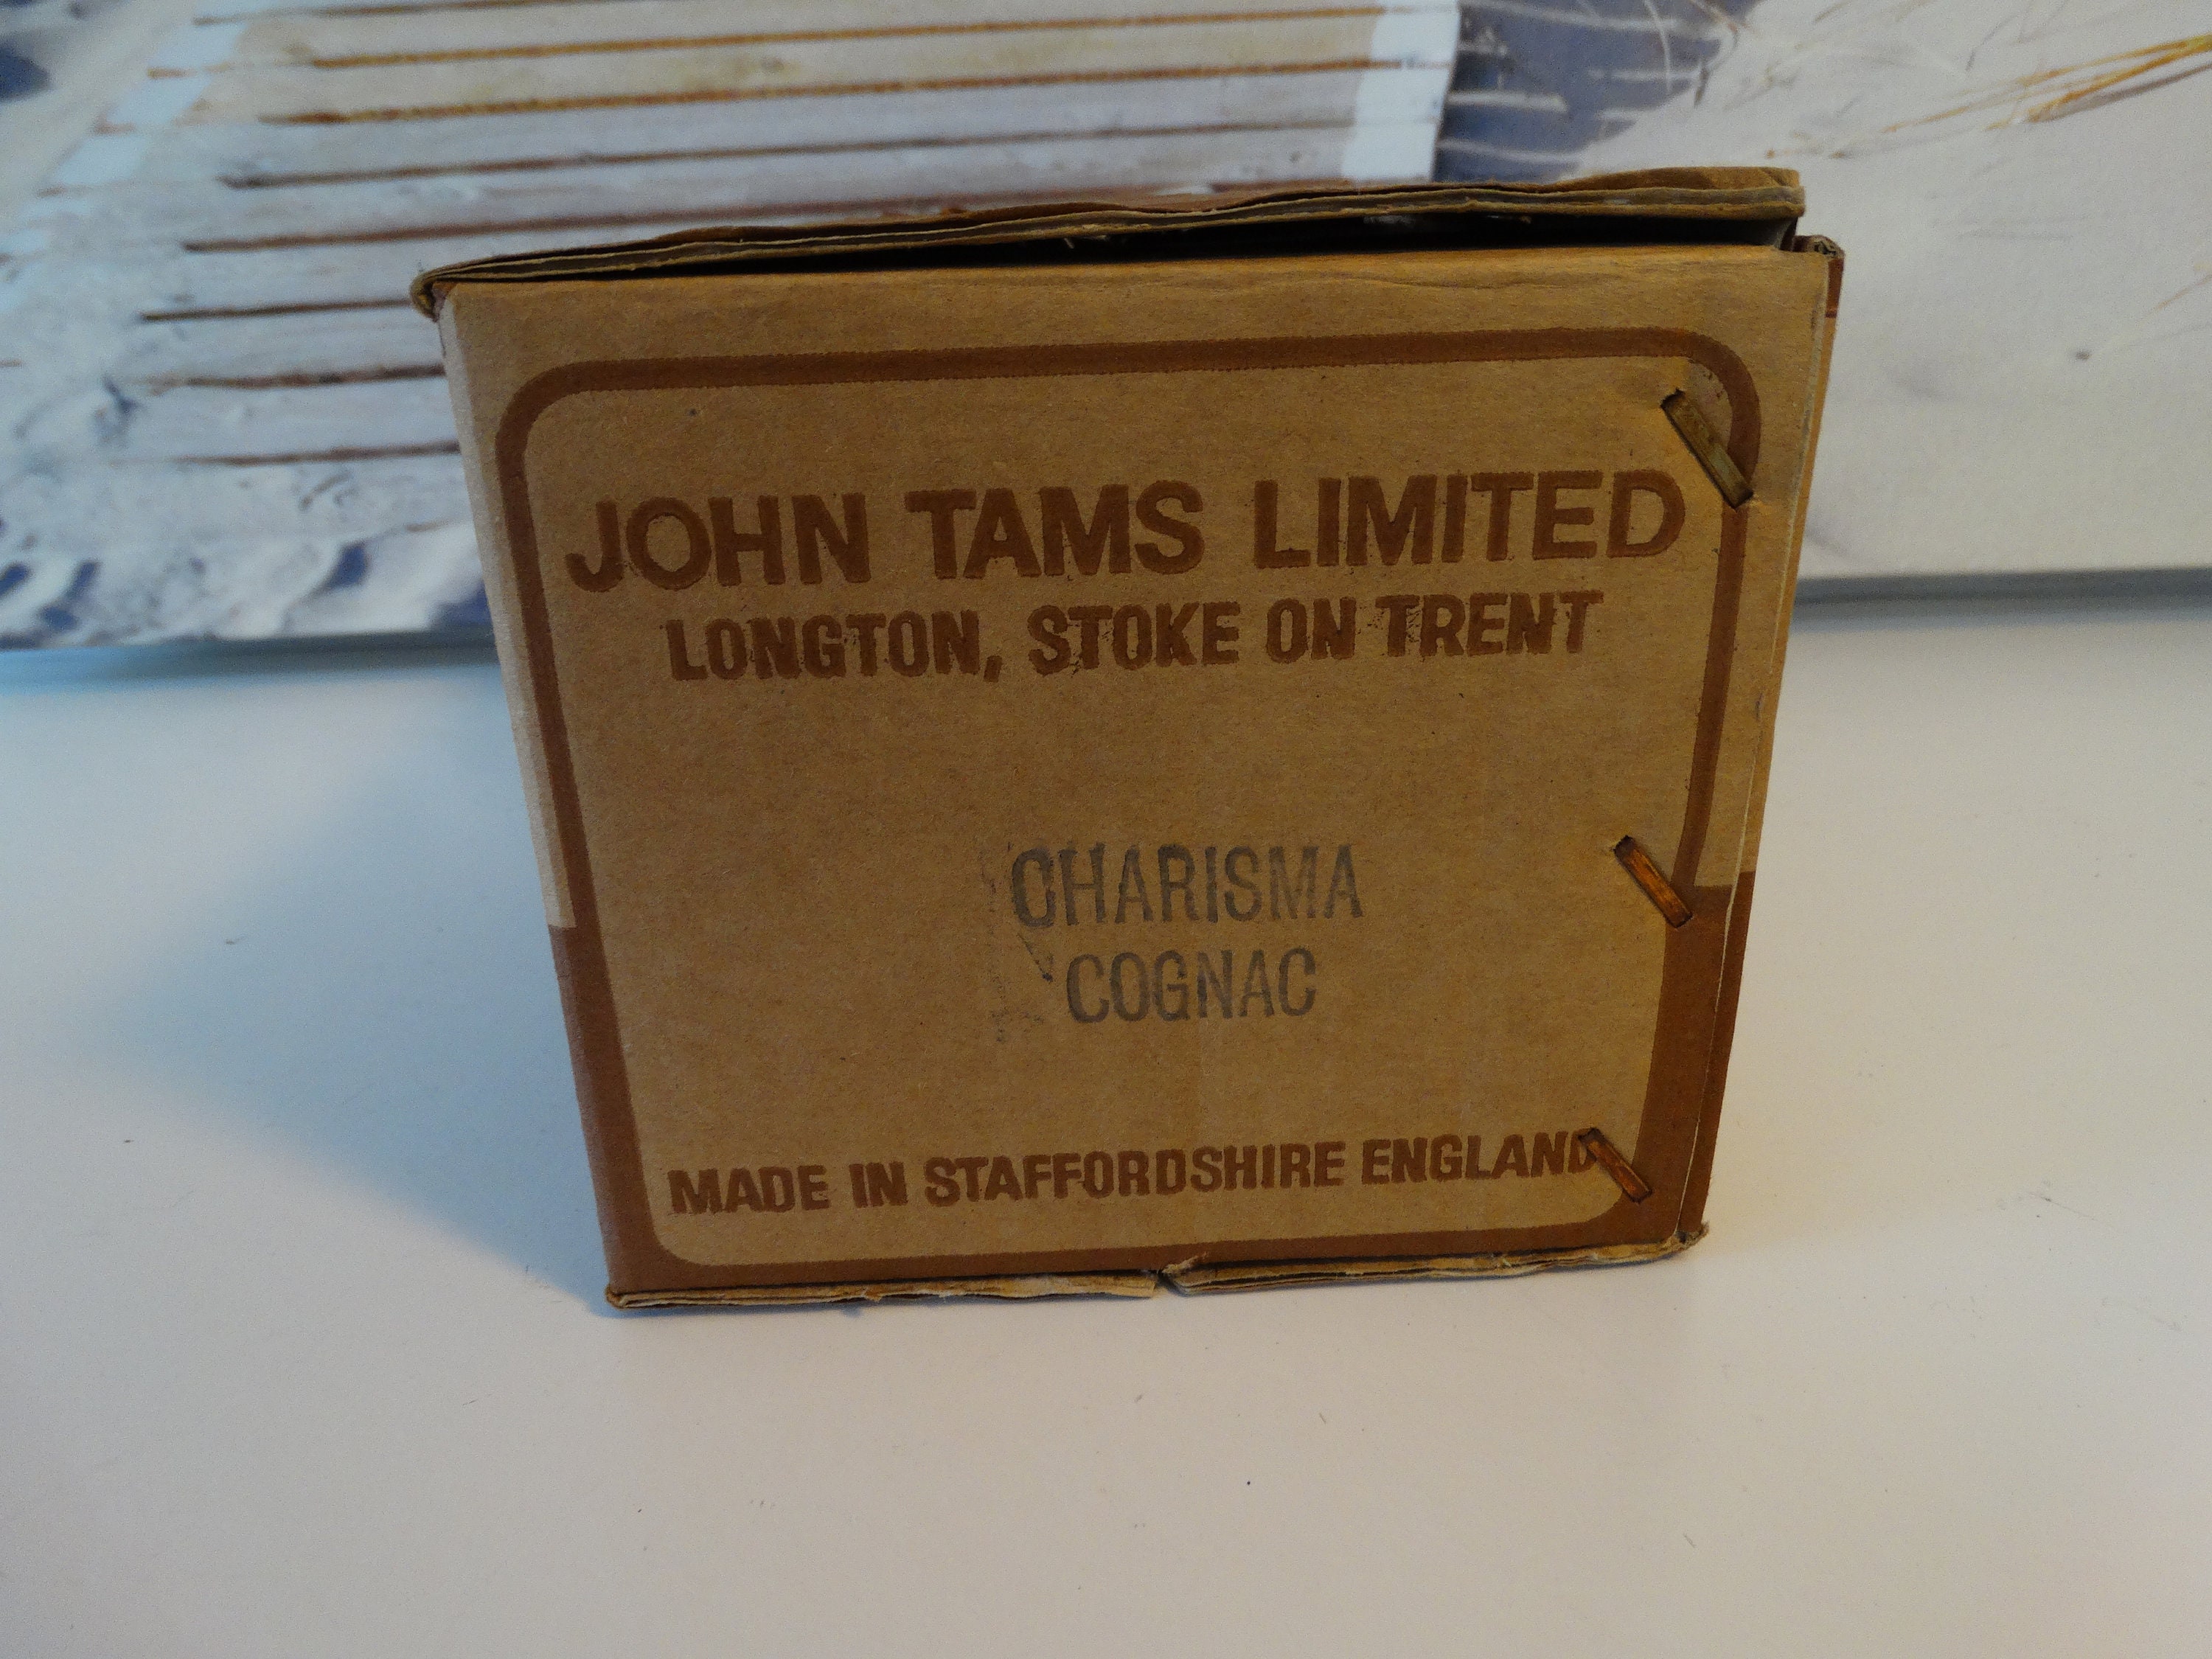 JOHN TAMS LIMITED
LONGTON, STOKE ON TRENT
CHARISMA
COGNAC
MADE IN STAFFORDSHIRE ENGLAND